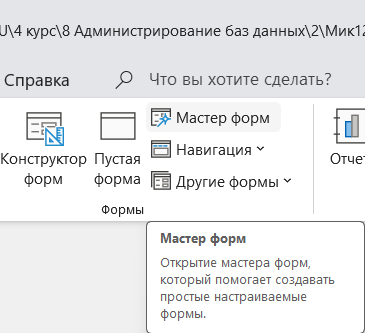 U\4 курс\8 Администрирование баз данных\2\Мик12
Справка
Что вы хотите сделать?
Конструктор форм
Пустая форма
Мастер форм
Навигация
Другие формы
Отче
Формы
Мастер форм
Открытие мастера форм,
который помогает создавать
простые настраиваемые
формы.